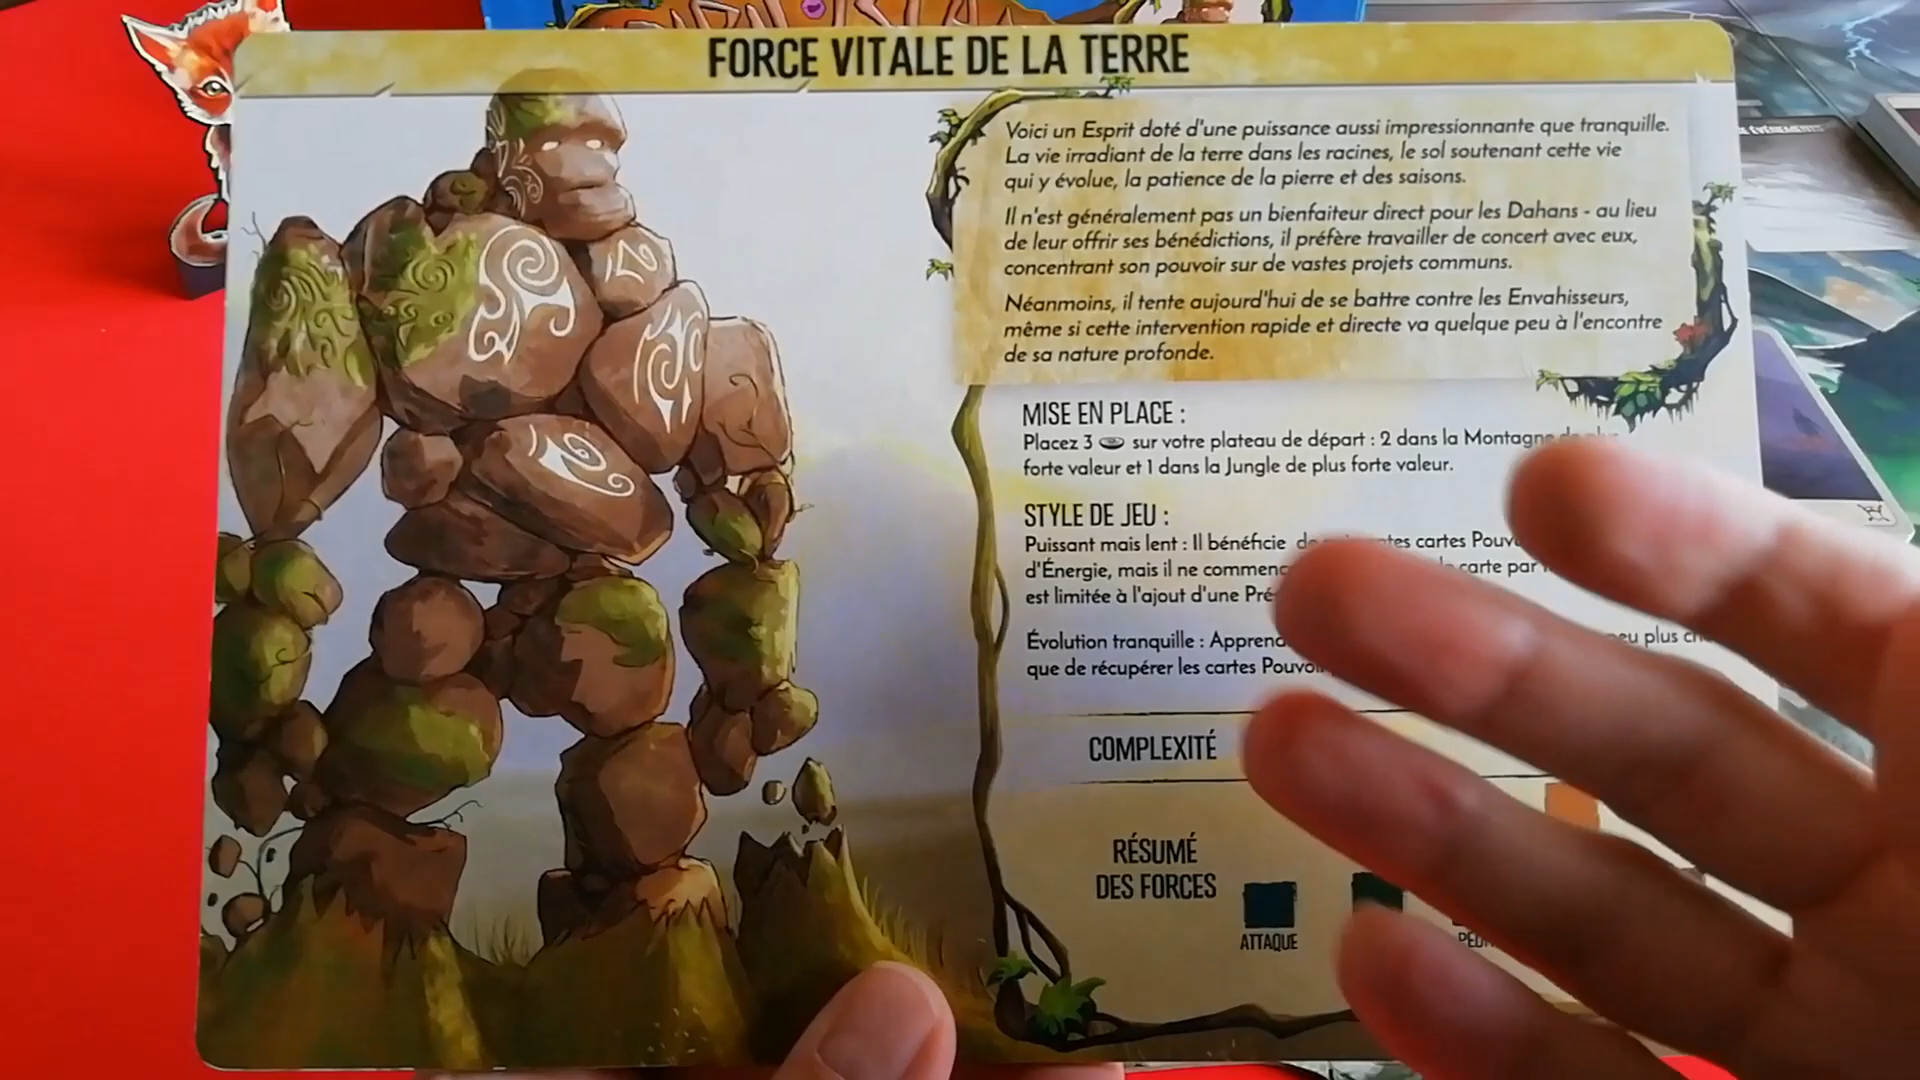 FORCE VITALE DE LA TERRE
Voici un Esprit doté d'une puissance aussi impressionnante que tranquille.
La vie irradiant de la terre dans les racines, le sol soutenant cette vie
qui y évolue, la patience de la pierre et des saisons.
Il n'est généralement pas un bienfaiteur direct pour les Dahans - au lieu
de leur offrir ses bénédictions, il préfère travailler de concert avec eux,
concentrant son pouvoir sur de vastes projets communs.
Néanmoins, il tente aujourd'hui de se battre contre les Envahisseurs,
même si cette intervention rapide et directe va quelque peu à l'encontre
de sa nature profonde.
MISE EN PLACE :
Placez 3 sur votre plateau de départ : 2 dans la Montagne
forte valeur et 1 dans la Jungle de plus forte valeur.
STYLE DE JEU :
Puissant mais lent : Il bénéficie cartes
d'Énergie, mais il ne carte par
est limitée à l'ajout d'une
Évolution tranquille : plus
que de récupérer les cartes
COMPLEXITÉ
RÉSUMÉ
DES FORCES
ATTAQUE